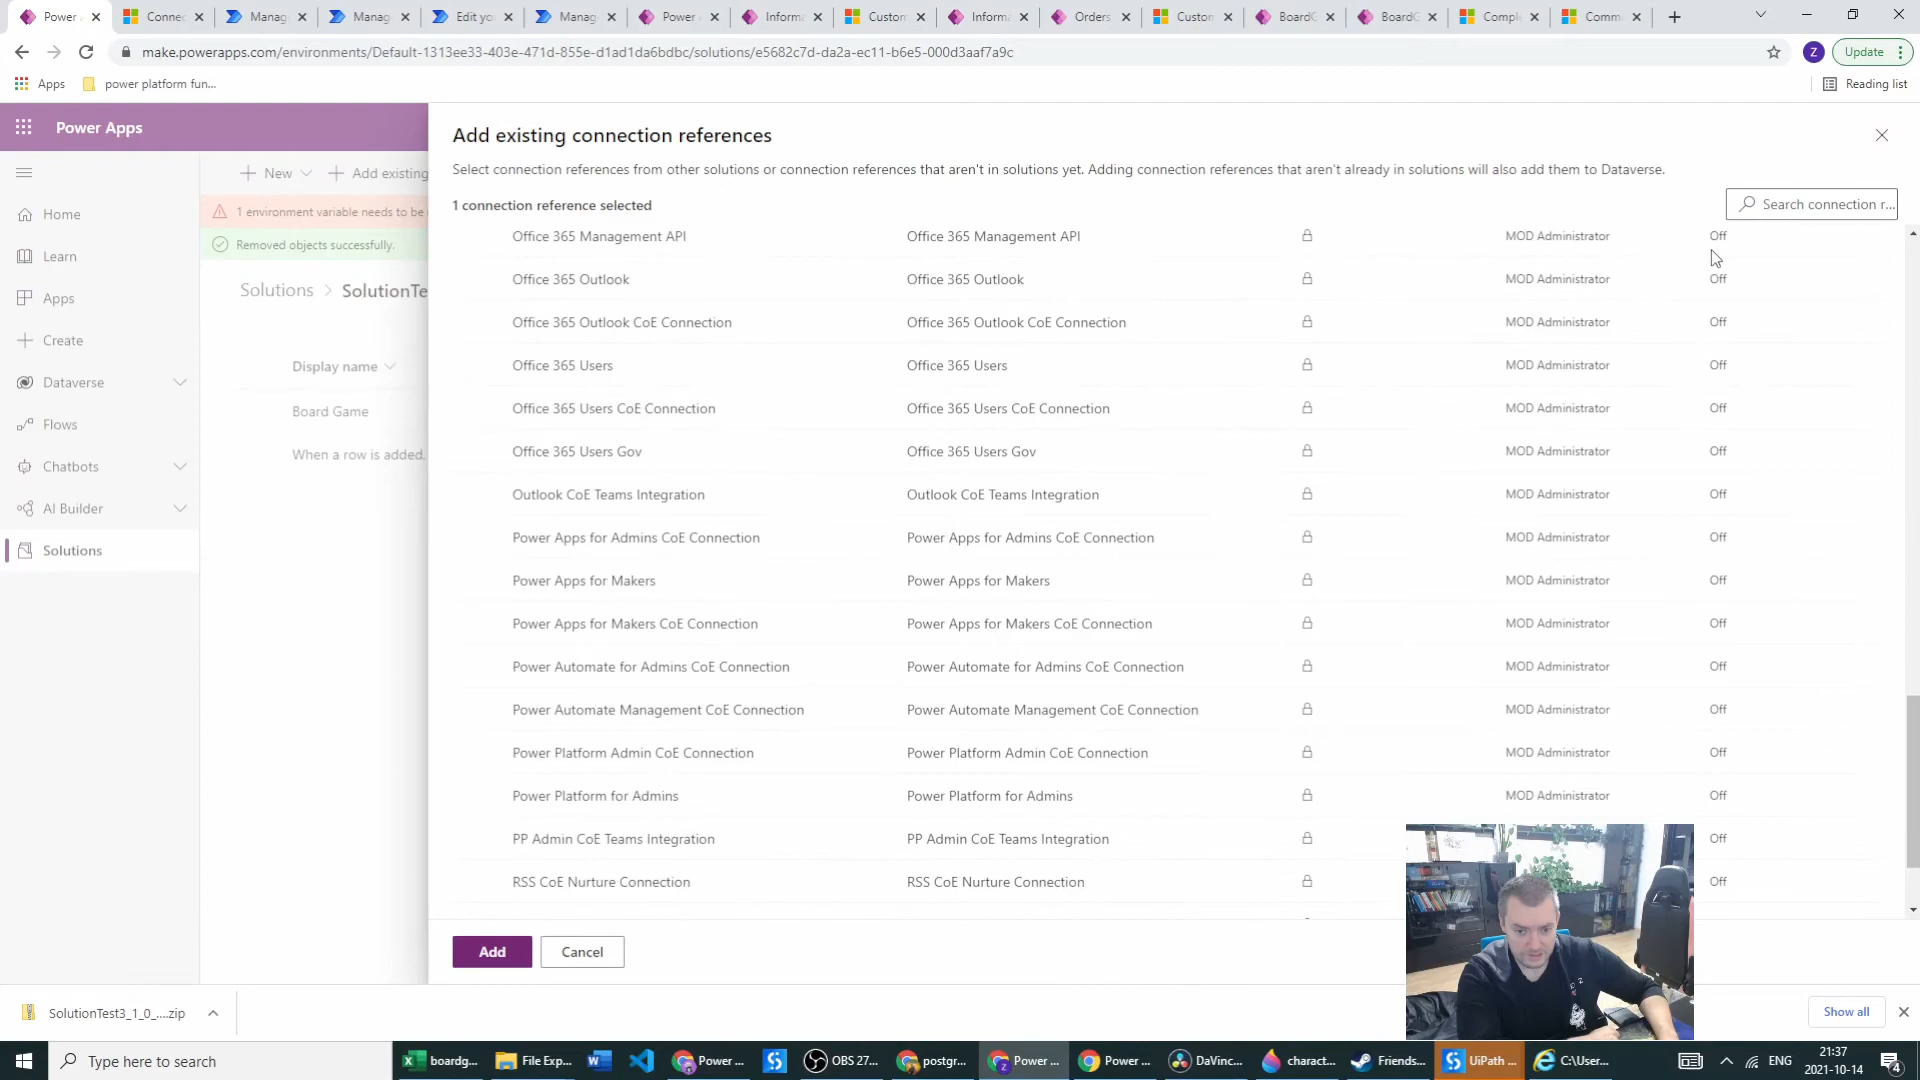 Power
Connec
Manag
Manag
Edit yo
Manag
Power
Inform
Custom
Inform
Orders
Custon
BoardG
BoardG
Compl
Comm
make.powerapps.com/environments/Default-1313ee33-403e-471d-855e-d1ad1da6bdbc/solutions/e5682c7d-da2a-ec11-b6e5-000d3aaf7a9c
Z
Update
Apps
power platform fun...
Reading list
Power Apps
Home
Learn
Apps
Create
Dataverse
Flows
Chatbots
AI Builder
Solutions
New
Add existing
1 environment variable needs to be
Removed objects successfully.
Solutions > SolutionTe
Display name
Board Game
When a row is added.
Add existing connection references
Select connection references from other solutions or connection references that aren't in solutions yet. Adding connection references that aren't already in solutions will also add them to Dataverse.
1 connection reference selected
Search connection r...
Office 365 Management API Office 365 Management API MOD Administrator Off
Office 365 Outlook Office 365 Outlook MOD Administrator Off
Office 365 Outlook CoE Connection Office 365 Outlook CoE Connection MOD Administrator Off
Office 365 Users Office 365 Users MOD Administrator Off
Office 365 Users CoE Connection Office 365 Users CoE Connection MOD Administrator Off
Office 365 Users Gov Office 365 Users Gov MOD Administrator Off
Outlook CoE Teams Integration Outlook CoE Teams Integration MOD Administrator Off
Power Apps for Admins CoE Connection Power Apps for Admins CoE Connection MOD Administrator Off
Power Apps for Makers Power Apps for Makers MOD Administrator Off
Power Apps for Makers CoE Connection Power Apps for Makers CoE Connection MOD Administrator Off
Power Automate for Admins CoE Connection Power Automate for Admins CoE Connection MOD Administrator Off
Power Automate Management CoE Connection Power Automate Management CoE Connection MOD Administrator Off
Power Platform Admin CoE Connection Power Platform Admin CoE Connection MOD Administrator Off
Power Platform for Admins Power Platform for Admins MOD Administrator Off
PP Admin CoE Teams Integration PP Admin CoE Teams Integration Off
RSS CoE Nurture Connection RSS CoE Nurture Connection Off
Add
Cancel
SolutionTest3_1_0_....zip
Show all
Type here to search
boardg...
File Exp...
Power ...
OBS 27...
postgr...
Power ...
Power ...
DaVinc...
charact...
Friends...
UiPath ...
C:\User...
ENG
21:37
2021-10-14
4